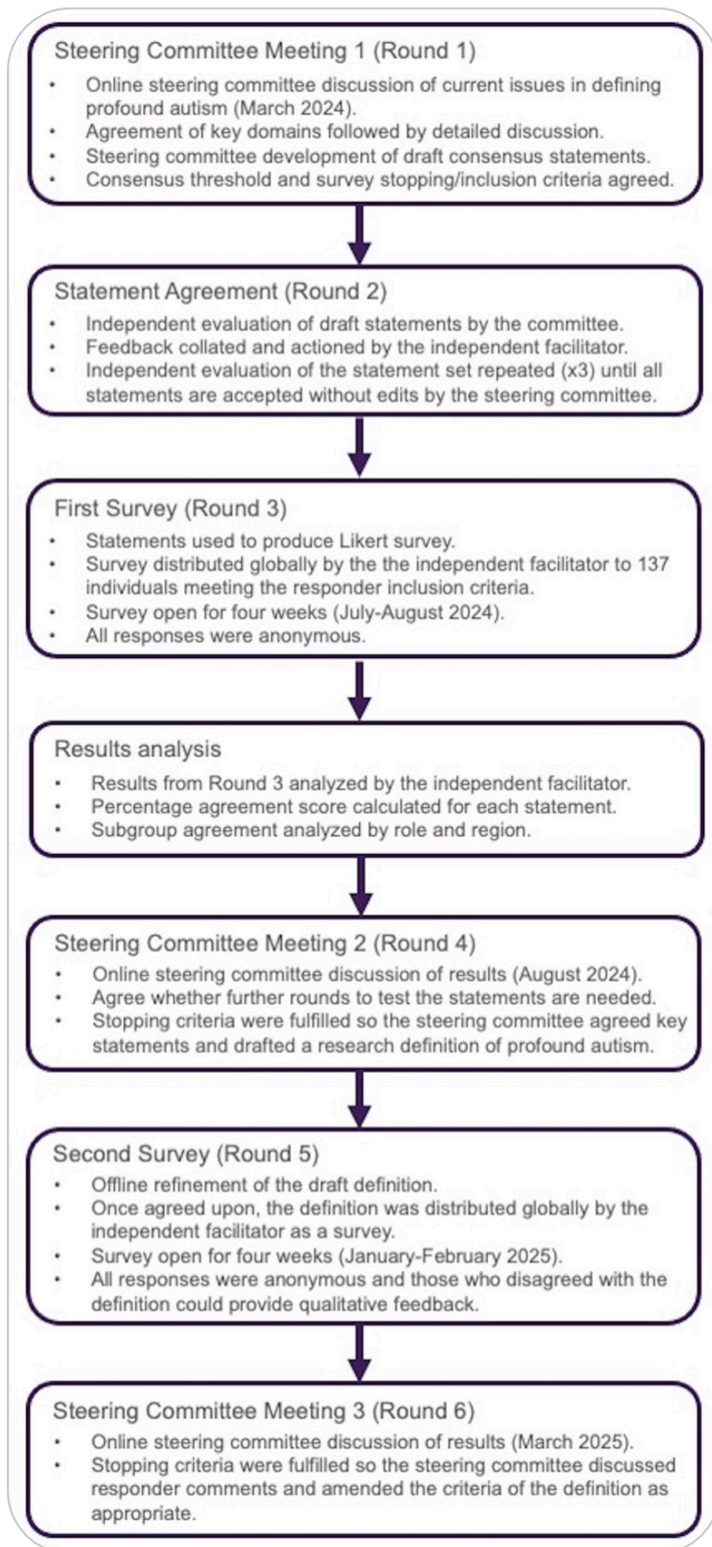 Steering Committee Meeting 1 (Round 1)
• Online steering committee discussion of current issues in defining
profound autism (March 2024).
• Agreement of key domains followed by detailed discussion.
• Steering committee development of draft consensus statements.
• Consensus threshold and survey stopping/inclusion criteria agreed.
Statement Agreement (Round 2)
• Independent evaluation of draft statements by the committee.
• Feedback collated and actioned by the independent facilitator.
• Independent evaluation of the statement set repeated (x3) until all
statements are accepted without edits by the steering committee.
First Survey (Round 3)
• Statements used to produce Likert survey.
• Survey distributed globally by the the independent facilitator to 137
individuals meeting the responder inclusion criteria.
• Survey open for four weeks (July-August 2024).
• All responses were anonymous.
Results analysis
• Results from Round 3 analyzed by the independent facilitator.
• Percentage agreement score calculated for each statement.
• Subgroup agreement analyzed by role and region.
Steering Committee Meeting 2 (Round 4)
• Online steering committee discussion of results (August 2024).
• Agree whether further rounds to test the statements are needed.
• Stopping criteria were fulfilled so the steering committee agreed key
statements and drafted a research definition of profound autism.
Second Survey (Round 5)
• Offline refinement of the draft definition.
• Once agreed upon, the definition was distributed globally by the
independent facilitator as a survey.
• Survey open for four weeks (January-February 2025).
• All responses were anonymous and those who disagreed with the
definition could provide qualitative feedback.
Steering Committee Meeting 3 (Round 6)
• Online steering committee discussion of results (March 2025).
• Stopping criteria were fulfilled so the steering committee discussed
responder comments and amended the criteria of the definition as
appropriate.